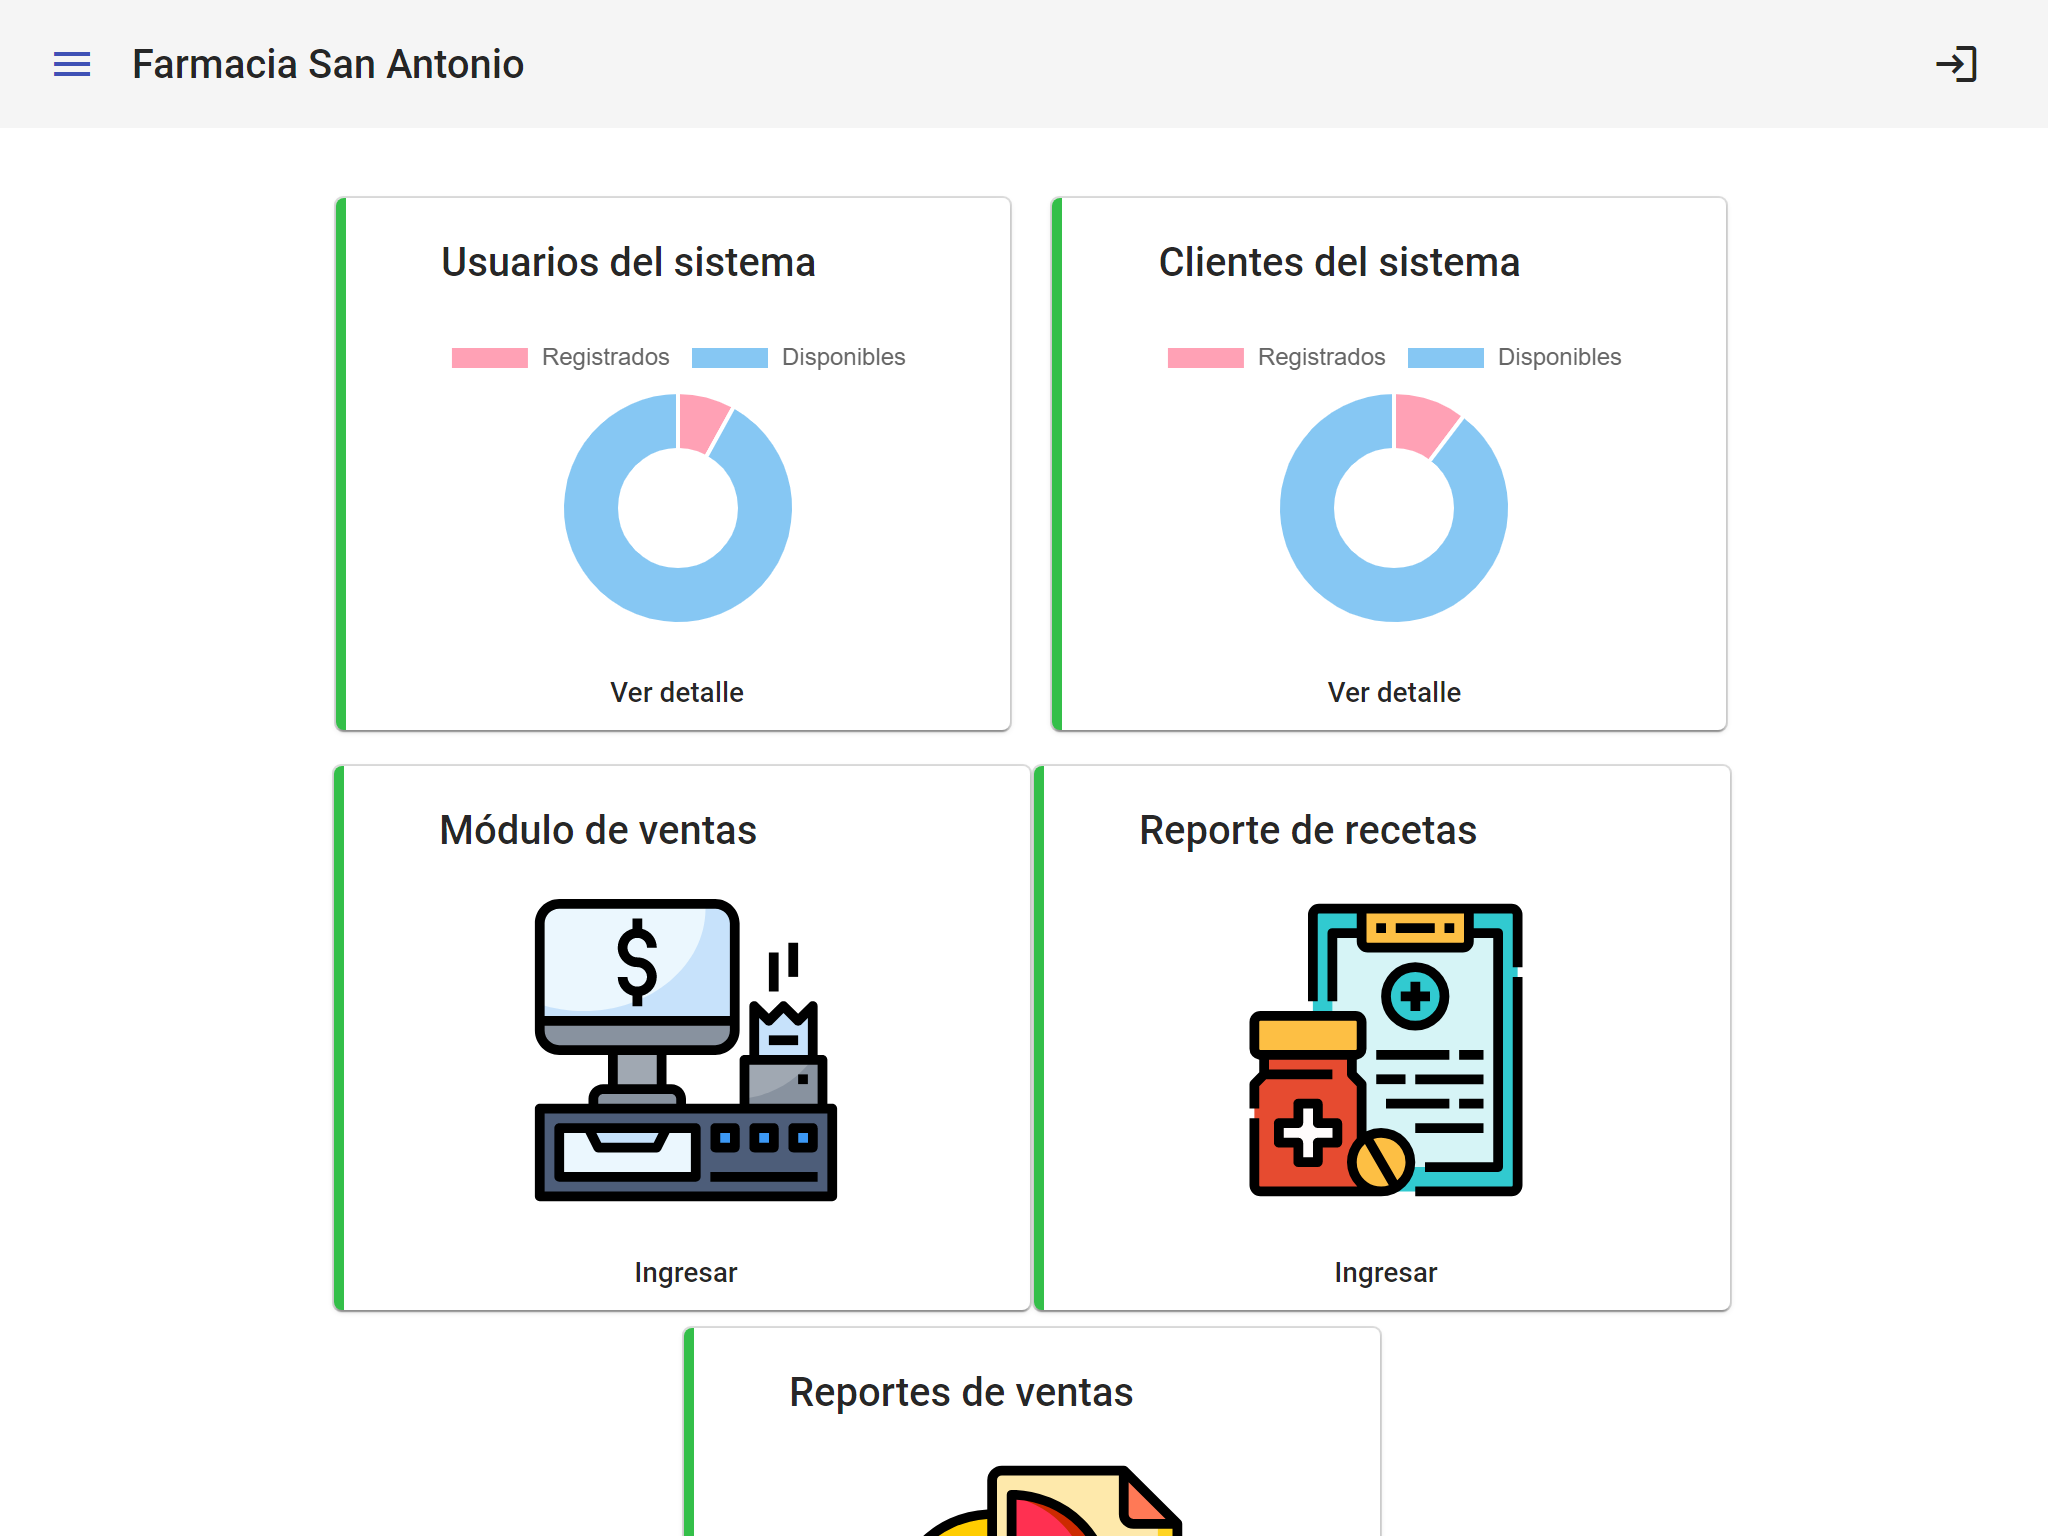 Farmacia San Antonio
Usuarios del sistema
Registrados Disponibles
Ver detalle
Clientes del sistema
Registrados Disponibles
Ver detalle
Módulo de ventas
$
Ingresar
Reporte de recetas
Ingresar
Reportes de ventas